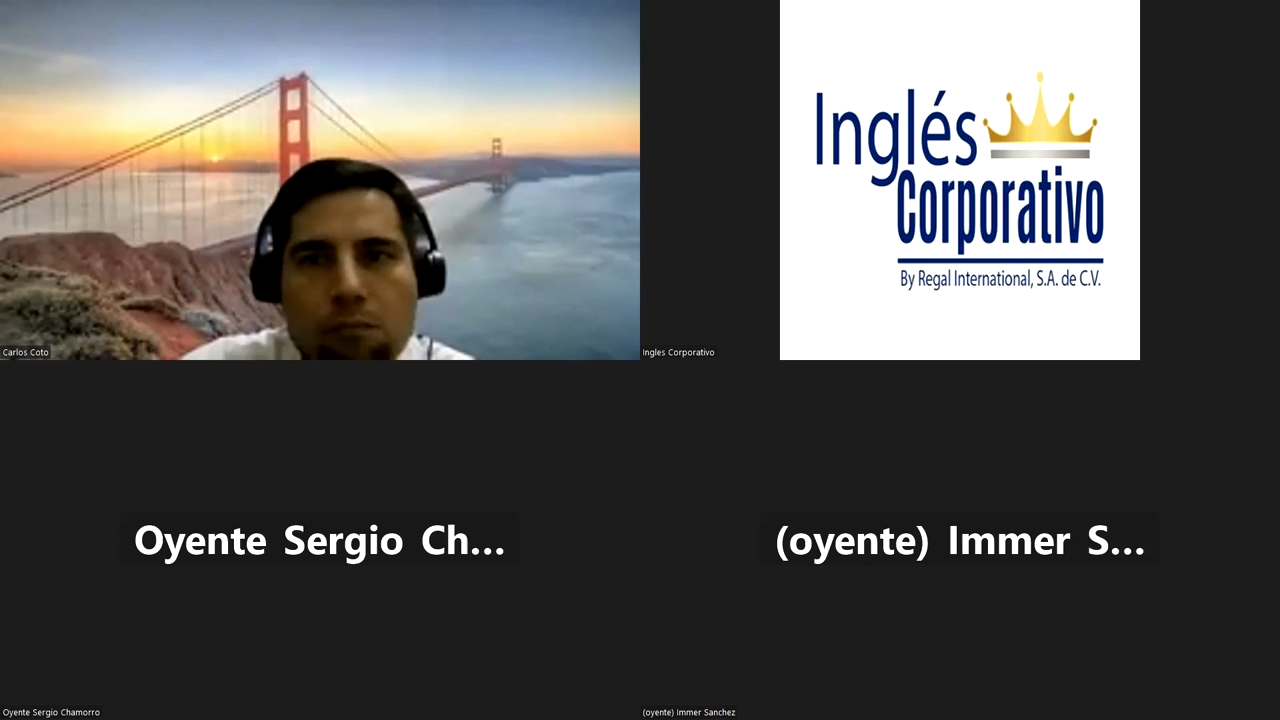 Inglés
Corporativo
By Regal International, S.A. de C.V.
Carlos Coto
Ingles Corporativo
Oyente Sergio Ch...
(oyente) Immer S...
Oyente Sergio Chamorro
(oyente) Immer Sanchez